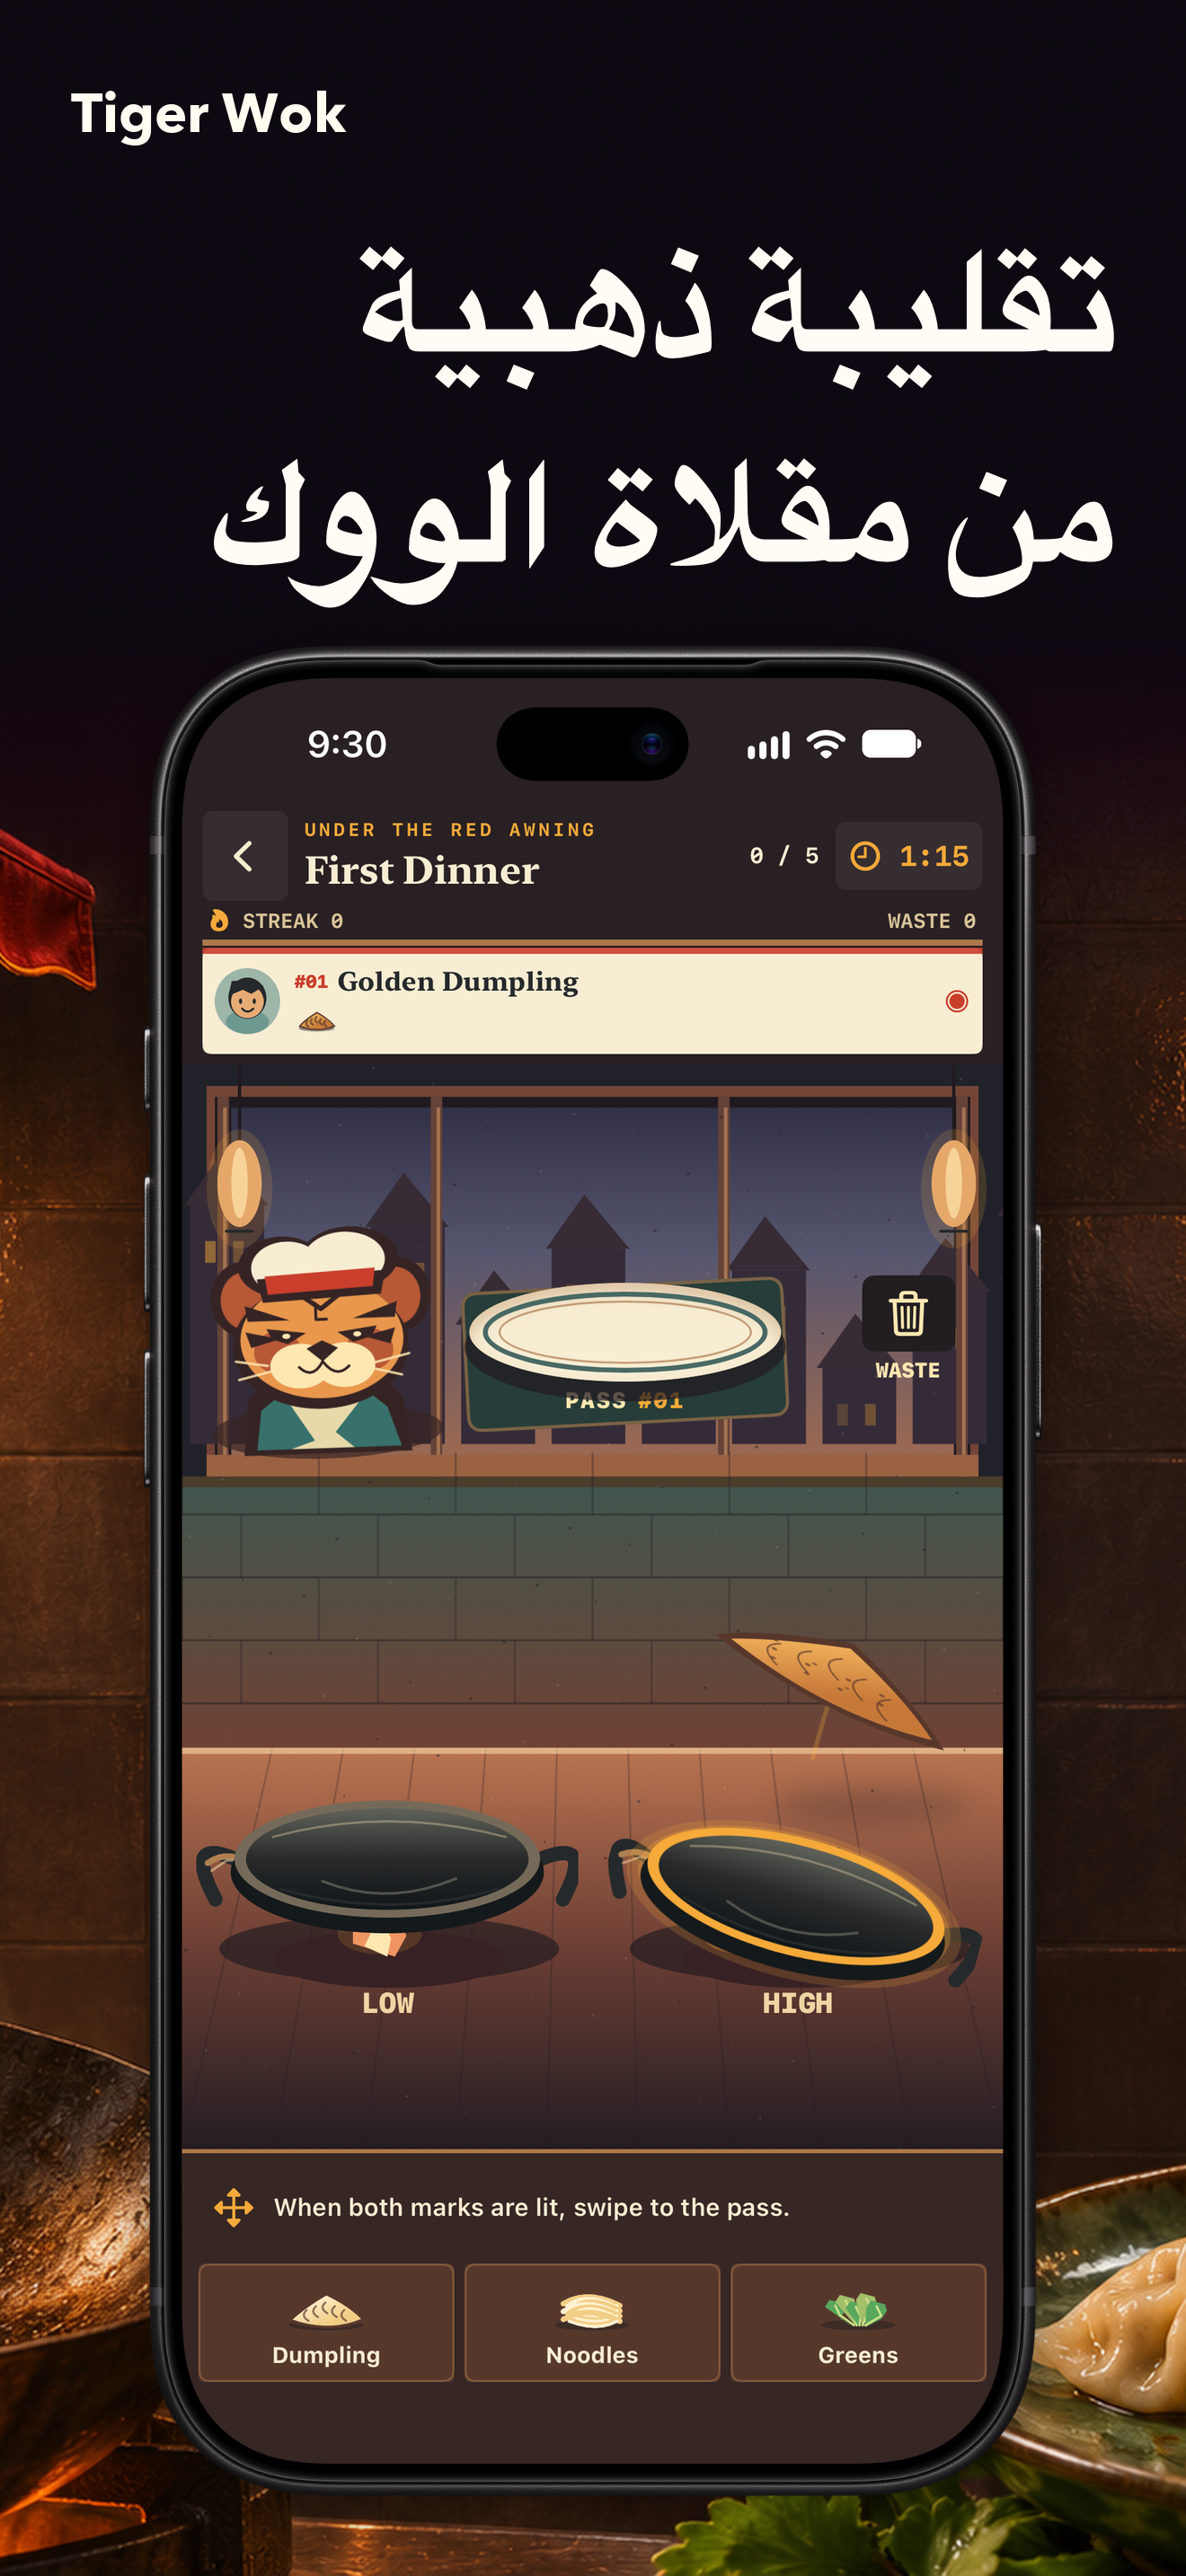 Tiger Wok
تقليبة ذهبية
من مقلاة الووك
9:30
UNDER THE RED AWNING
First Dinner
0 / 5
1:15
STREAK 0
WASTE 0
#01 Golden Dumpling
WASTE
PASS #01
LOW
HIGH
When both marks are lit, swipe to the pass.
Dumpling
Noodles
Greens